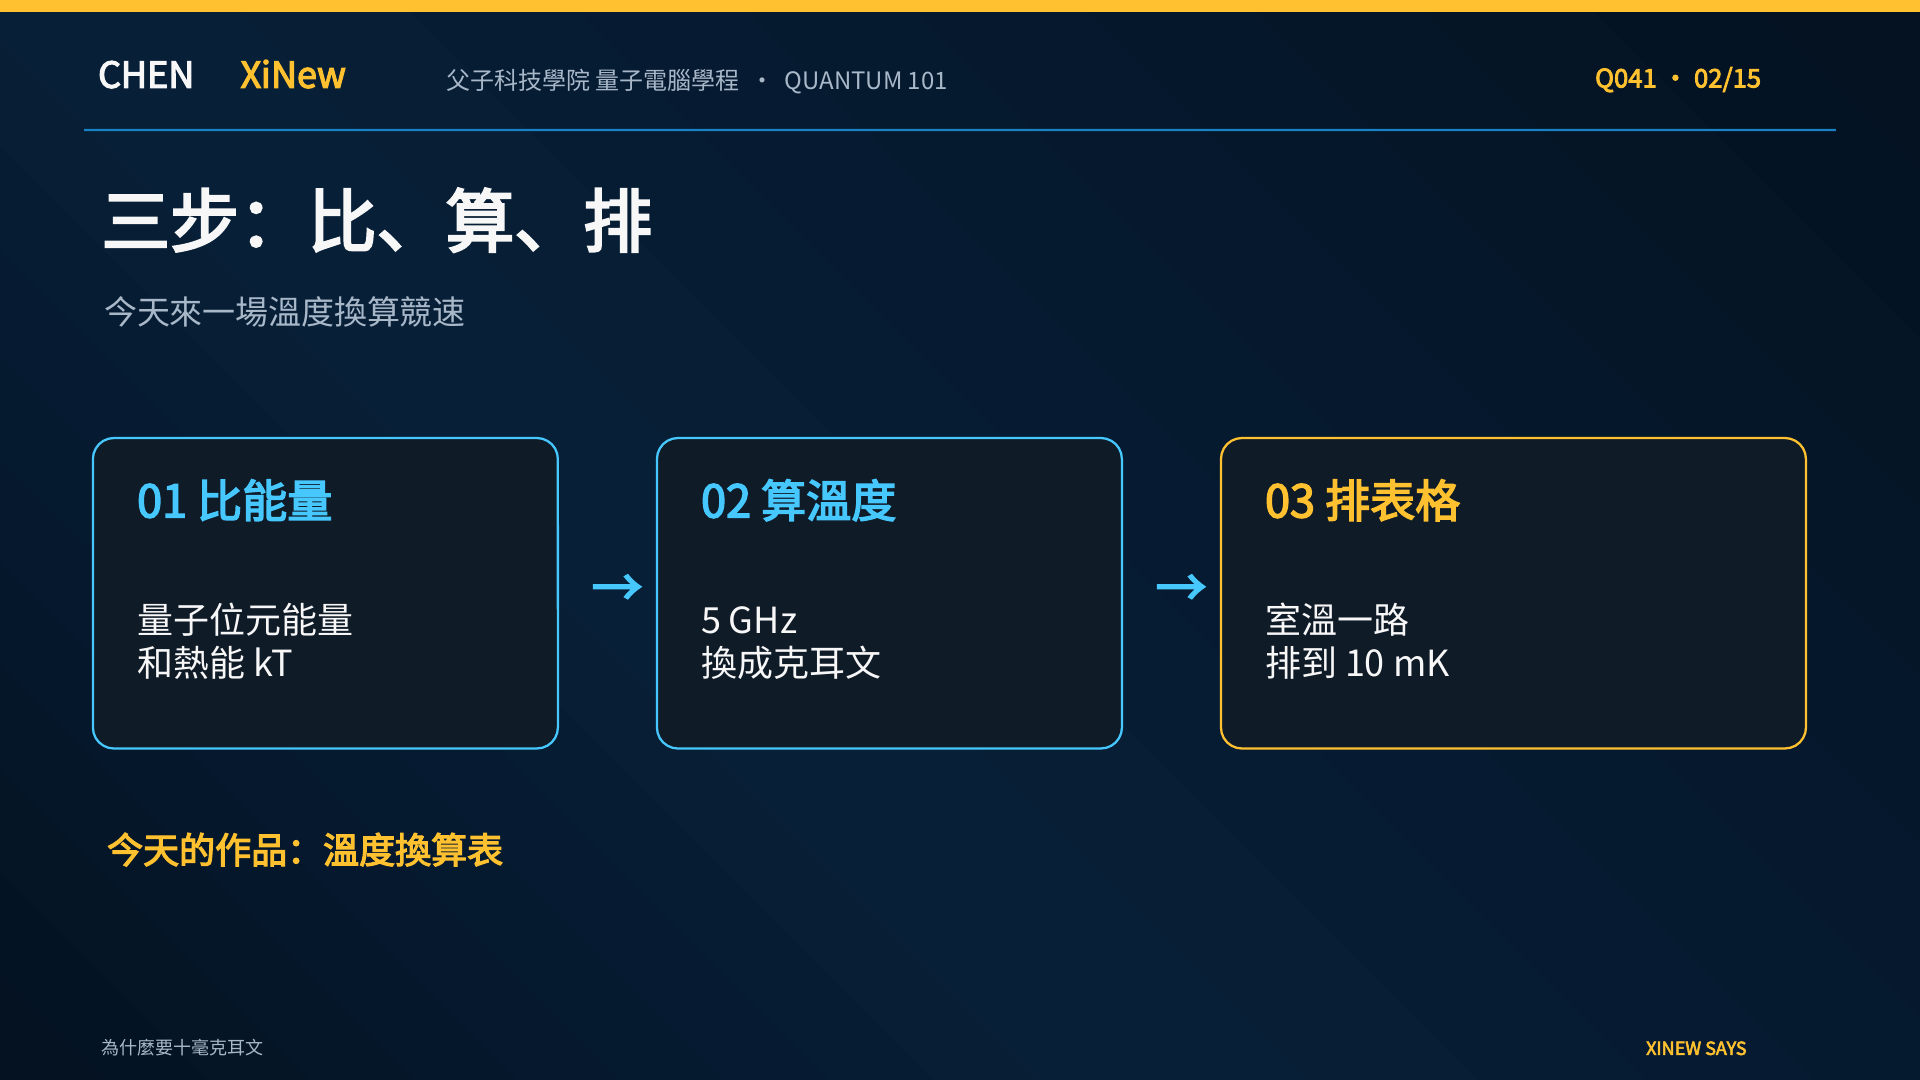 CHEN XiNew 父子科技學院 量子電腦學程 · QUANTUM 101 Q041 · 02/15
三步：比、算、排
今天來一場溫度換算競速
01 比能量
量子位元能量
和熱能 kT
→
02 算溫度
5 GHz
換成克耳文
→
03 排表格
室溫一路
排到 10 mK
今天的作品：溫度換算表
為什麼要十毫克耳文
XINEW SAYS